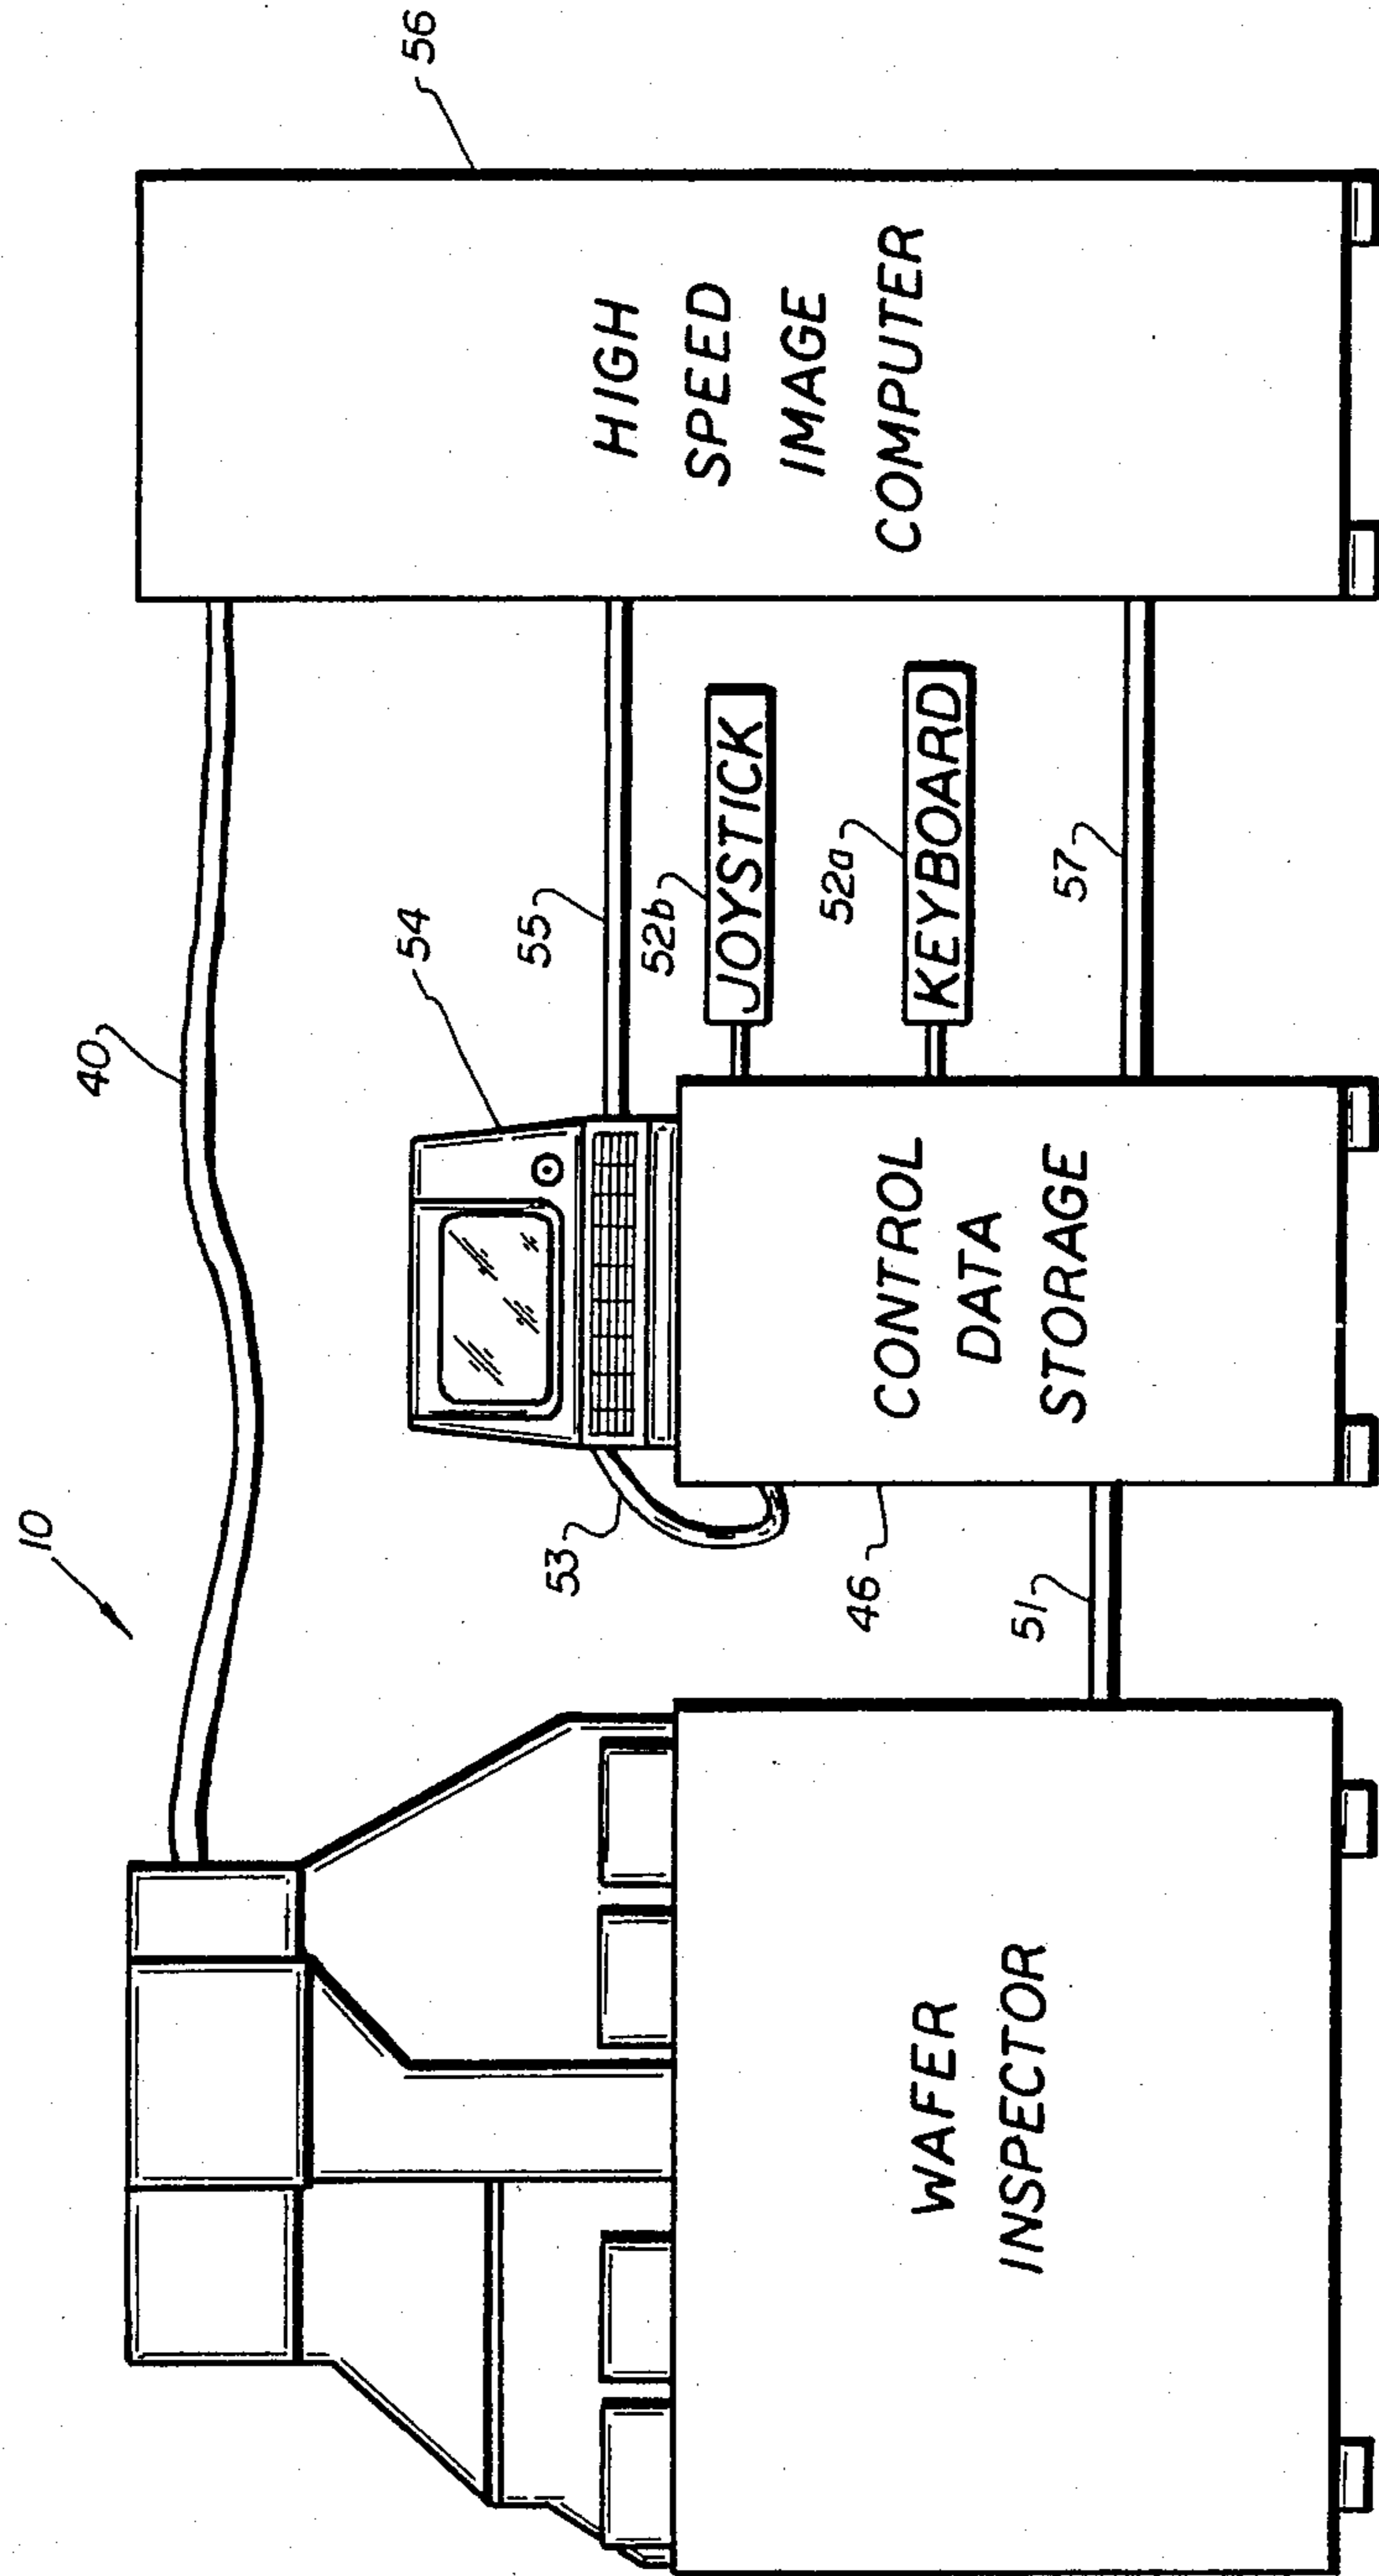 10
40
54
56
55
53
52b
JOYSTICK
52a
KEYBOARD
57
46
51
WAFER
INSPECTOR
CONTROL
DATA
STORAGE
HIGH
SPEED
IMAGE
COMPUTER